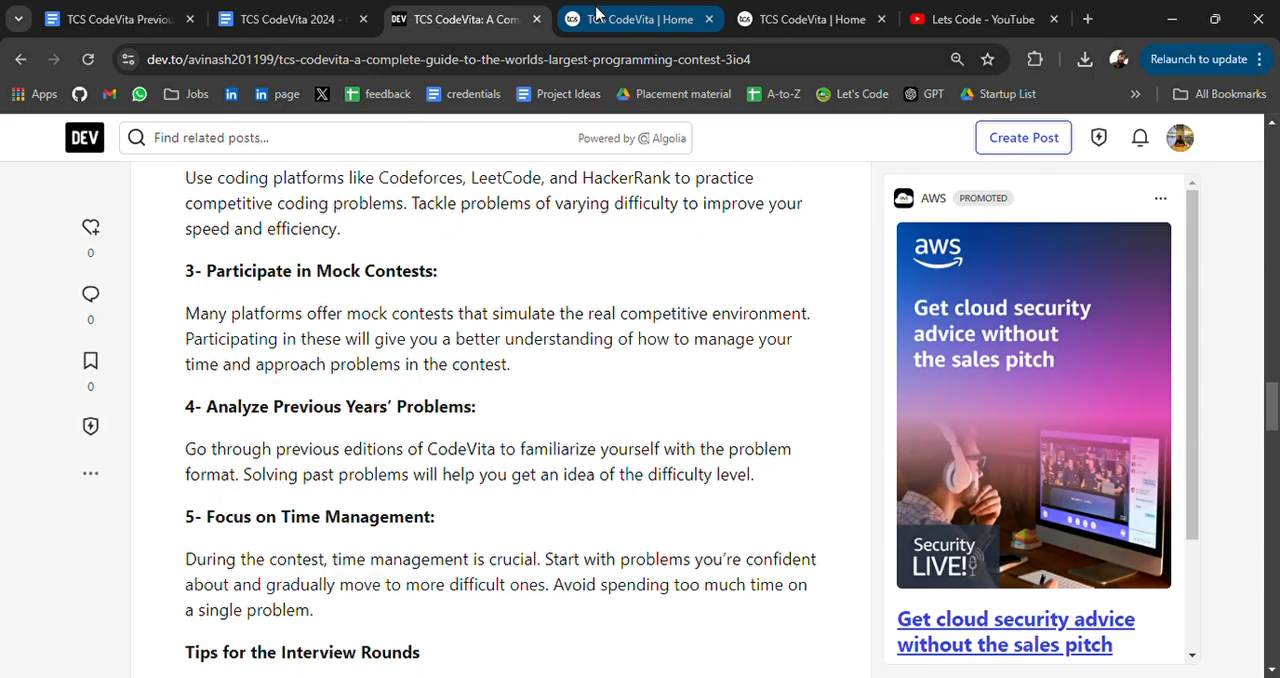 TCS CodeVita Previou
TCS CodeVita 2024 -
DEV TCS CodeVita: A Com
tcs CodeVita | Home
tcs TCS CodeVita | Home
Lets Code - YouTube
dev.to/avinash201199/tcs-codevita-a-complete-guide-to-the-worlds-largest-programming-contest-3io4
Relaunch to update
Apps
Jobs
in
in page
X
feedback
credentials
Project Ideas
Placement material
A-to-Z
Let's Code
GPT
Startup List
»
All Bookmarks
DEV
Find related posts...
Powered by Algolia
Create Post
Use coding platforms like Codeforces, LeetCode, and HackerRank to practice
competitive coding problems. Tackle problems of varying difficulty to improve your
speed and efficiency.
3- Participate in Mock Contests:
Many platforms offer mock contests that simulate the real competitive environment.
Participating in these will give you a better understanding of how to manage your
time and approach problems in the contest.
4- Analyze Previous Years’ Problems:
Go through previous editions of CodeVita to familiarize yourself with the problem
format. Solving past problems will help you get an idea of the difficulty level.
5- Focus on Time Management:
During the contest, time management is crucial. Start with problems you’re confident
about and gradually move to more difficult ones. Avoid spending too much time on
a single problem.
Tips for the Interview Rounds
0
0
0
AWS PROMOTED
aws
Get cloud security
advice without
the sales pitch
Security
LIVE!
Get cloud security advice
without the sales pitch